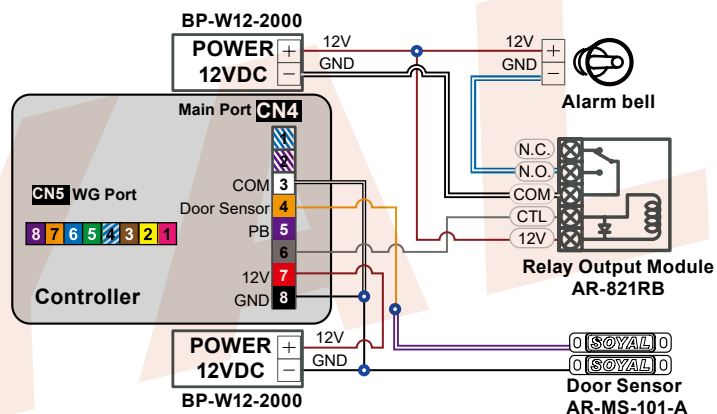 BP-W12-2000
POWER + 12V
12VDC - GND
12V +
GND -
Alarm bell
Main Port CN4
1
2
COM 3
Door Sensor 4
PB 5
6
12V 7
GND 8
CN5 WG Port
8 7 6 5 4 3 2 1
Controller
N.C.
N.O.
COM
CTL
12V
Relay Output Module
AR-821RB
POWER + 12V
12VDC - GND
BP-W12-2000
SOYAL
SOYAL
Door Sensor
AR-MS-101-A